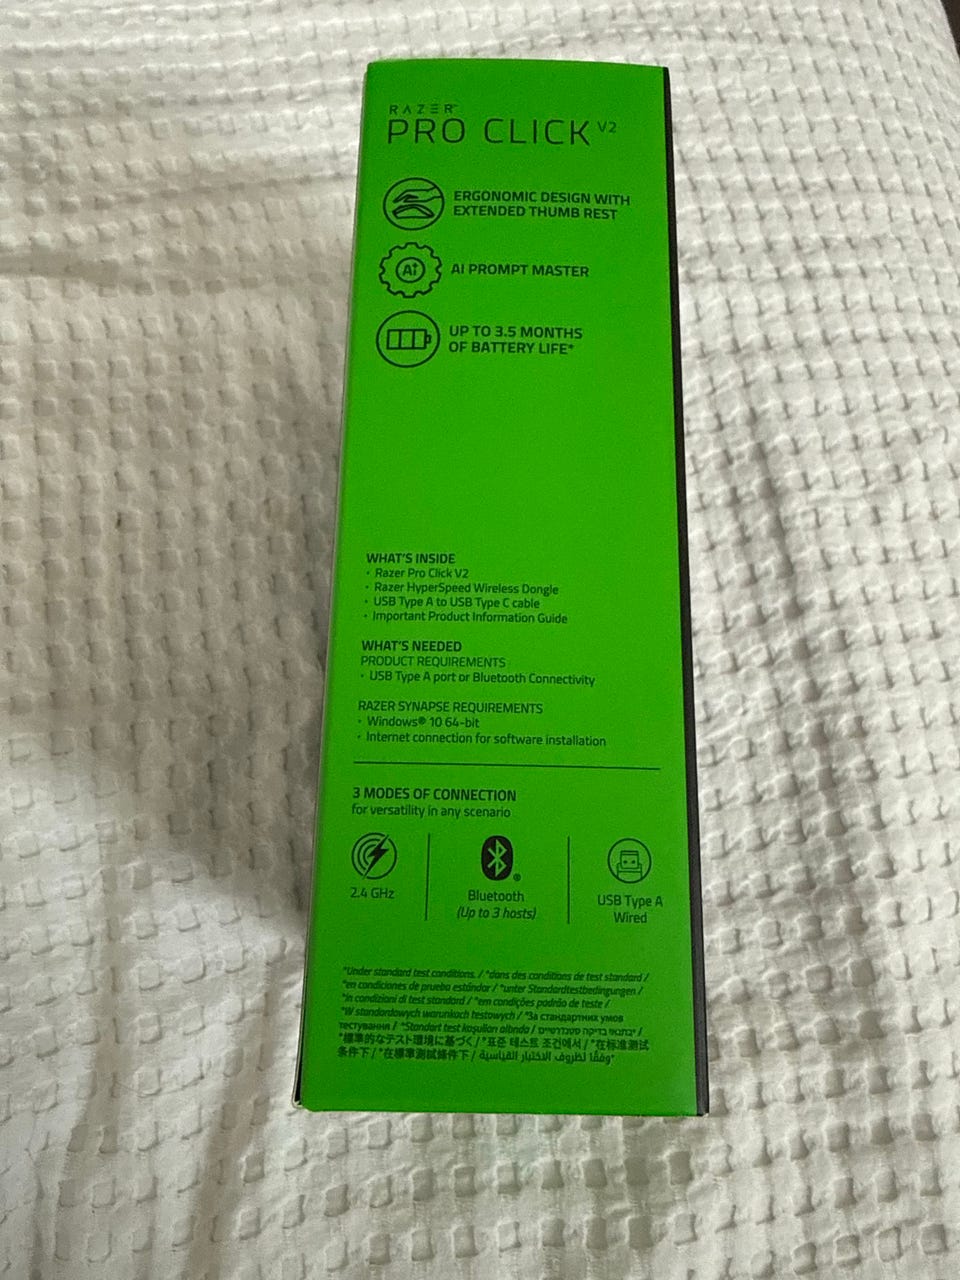 RAZER™
PRO CLICK V2
ERGONOMIC DESIGN WITH
EXTENDED THUMB REST
Ai
AI PROMPT MASTER
UP TO 3.5 MONTHS
OF BATTERY LIFE*
WHAT'S INSIDE
· Razer Pro Click V2
· Razer HyperSpeed Wireless Dongle
· USB Type A to USB Type C cable
· Important Product Information Guide
WHAT'S NEEDED
PRODUCT REQUIREMENTS
· USB Type A port or Bluetooth Connectivity
RAZER SYNAPSE REQUIREMENTS
· Windows® 10 64-bit
· Internet connection for software installation
3 MODES OF CONNECTION
for versatility in any scenario
2.4 GHz
Bluetooth
(Up to 3 hosts)
USB Type A
Wired
*Under standard test conditions. / *dans des conditions de test standard /
*en condiciones de prueba estándar / *unter Standardtestbedingungen /
*in condizioni di test standard / *em condições padrão de teste /
*W standardowych warunkach testowych / *За стандартних умов
тестування / *Standart test koşulları altında / *בתנאי בדיקה סטנדרטיים /
*標準的なテスト環境に基づく / *표준 테스트 조건에서 / *在标准测试
条件下 / *在標準測試條件下 / *وفقًا لظروف الاختبار القياسية